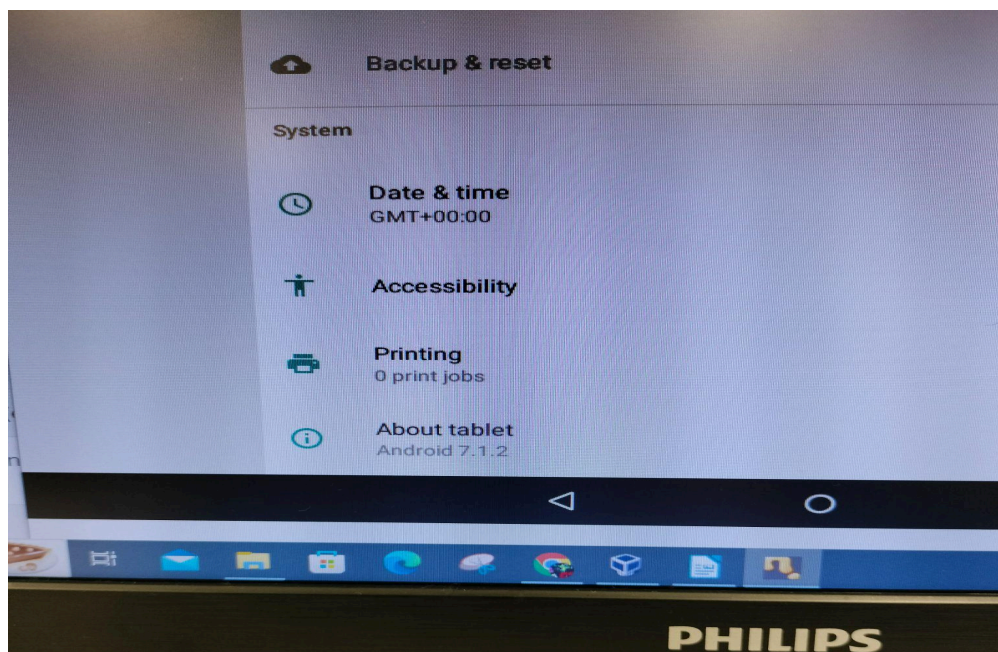 Backup & reset
System
Date & time
GMT+00:00
Accessibility
Printing
0 print jobs
About tablet
Android 7.1.2
PHILIPS